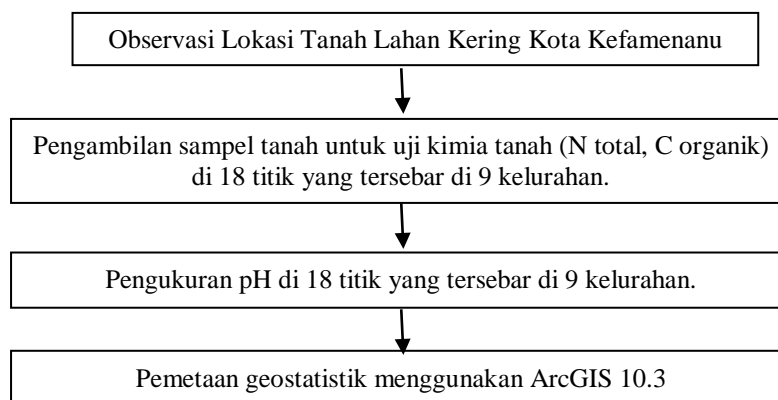 Observasi Lokasi Tanah Lahan Kering Kota Kefamenanu
Pengambilan sampel tanah untuk uji kimia tanah (N total, C organik)
di 18 titik yang tersebar di 9 kelurahan.
Pengukuran pH di 18 titik yang tersebar di 9 kelurahan.
Pemetaan geostatistik menggunakan ArcGIS 10.3